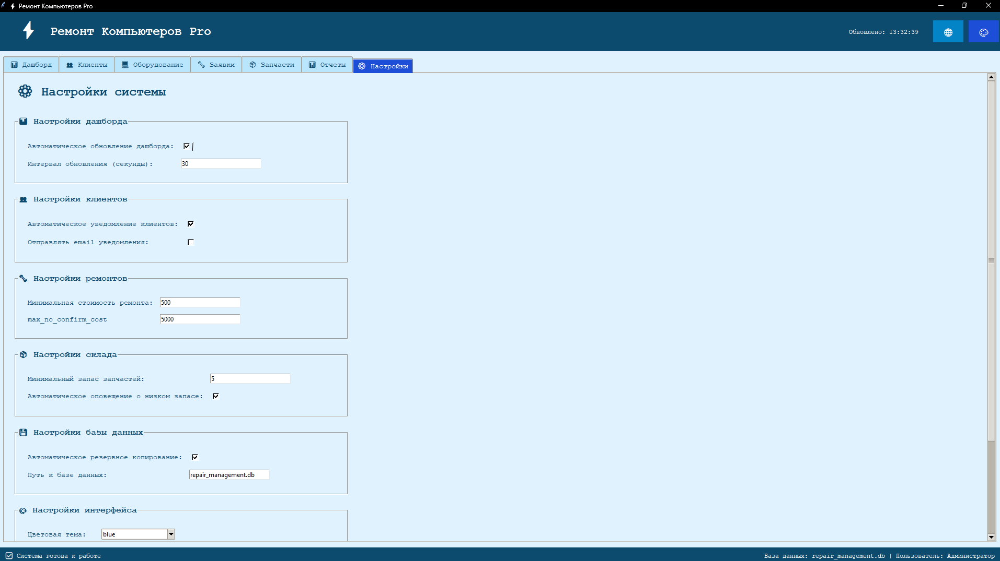 Ремонт Компьютеров Pro
Ремонт Компьютеров Pro
Обновлено: 13:32:39
Дашборд Клиенты Оборудование Заявки Запчасти Отчеты Настройки
Настройки системы
Настройки дашборда
Автоматическое обновление дашборда:
Интервал обновления (секунды): 30
Настройки клиентов
Автоматическое уведомление клиентов:
Отправлять email уведомления:
Настройки ремонтов
Минимальная стоимость ремонта: 500
max_no_confirm_cost 5000
Настройки склада
Минимальный запас запчастей: 5
Автоматическое оповещение о низком запасе:
Настройки базы данных
Автоматическое резервное копирование:
Путь к базе данных: repair_management.db
Настройки интерфейса
Цветовая тема: blue
Система готова к работе
База данных: repair_management.db | Пользователь: Администратор